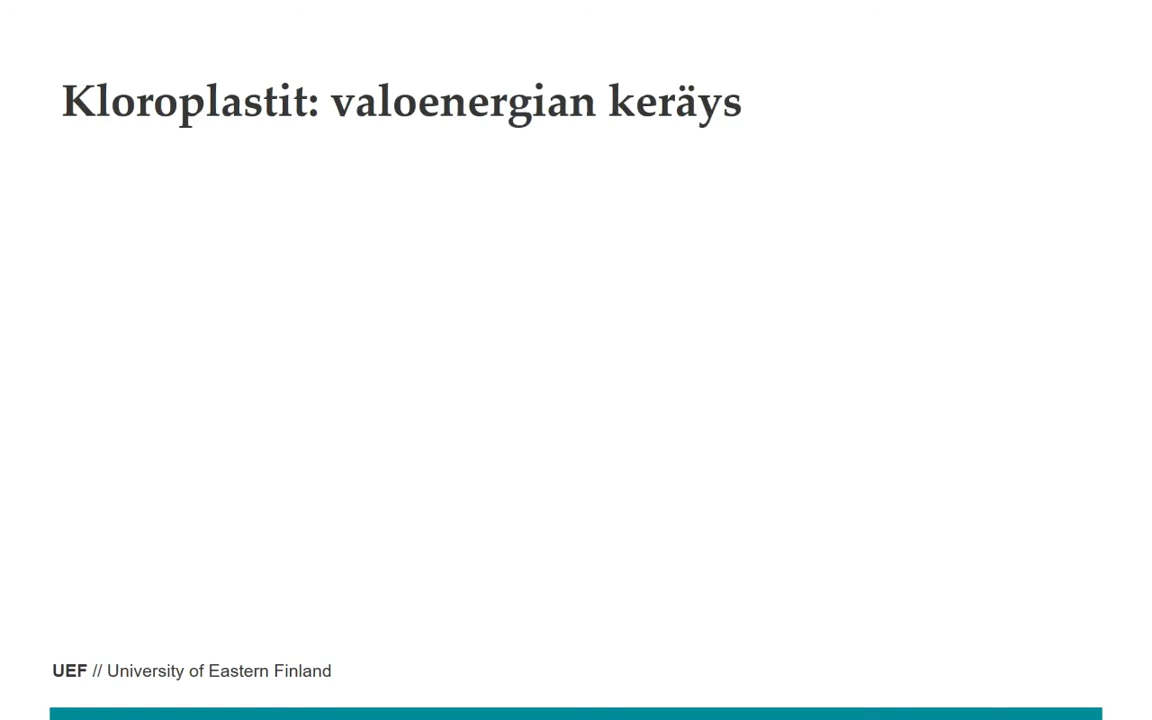 Kloroplastit: valoenergian keräys
UEF // University of Eastern Finland